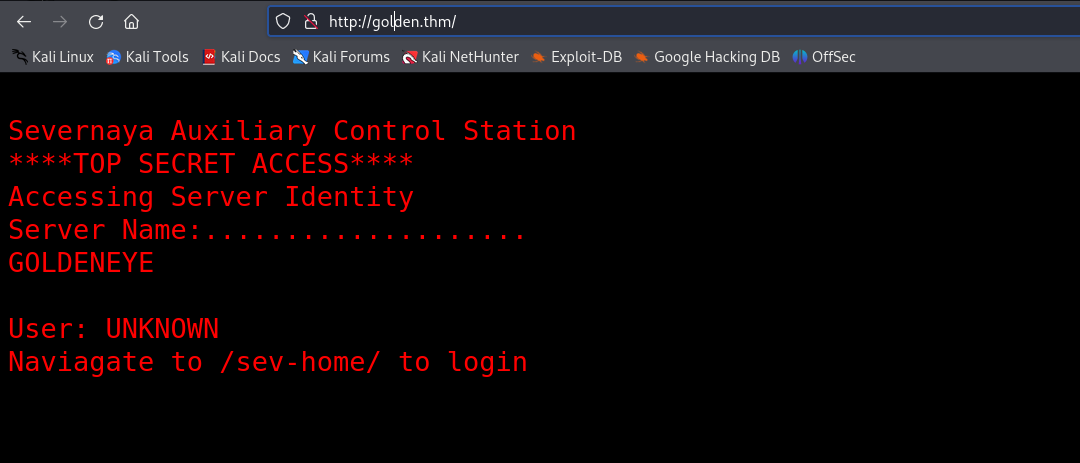 http://golden.thm/
Kali Linux Kali Tools Kali Docs Kali Forums Kali NetHunter Exploit-DB Google Hacking DB OffSec
Severnaya Auxiliary Control Station
****TOP SECRET ACCESS****
Accessing Server Identity
Server Name:....................
GOLDENEYE
User: UNKNOWN
Naviagate to /sev-home/ to login